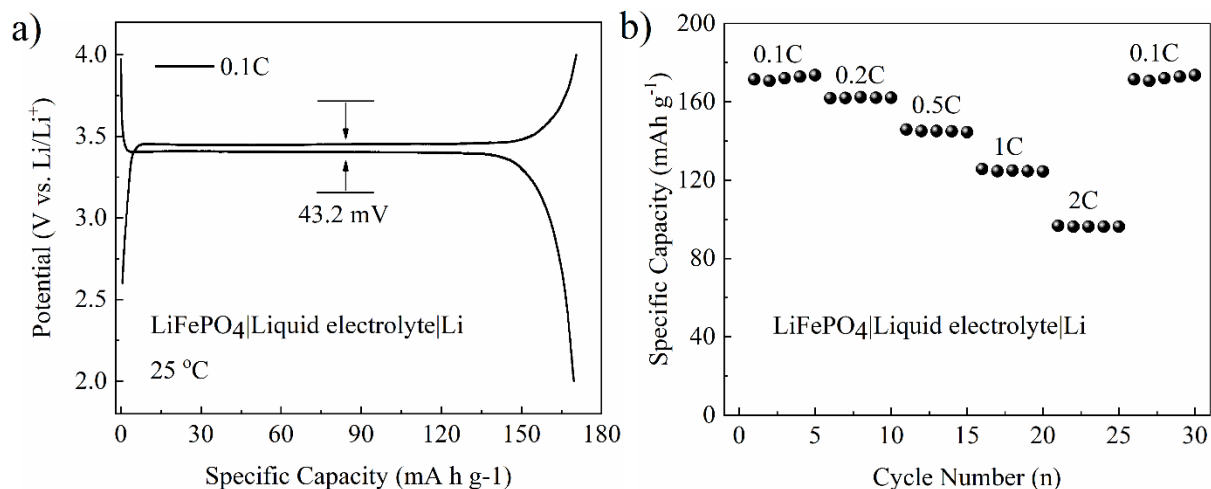 a)
4.0
3.5
3.0
2.5
2.0
Potential (V vs. Li/Li⁺)
0.1C
43.2 mV
LiFePO4|Liquid electrolyte|Li
25 °C
0 30 60 90 120 150 180
Specific Capacity (mA h g-1)
b)
200
160
120
80
40
0
Specific Capacity (mAh g⁻¹)
0.1C
0.2C
0.5C
1C
2C
0.1C
LiFePO4|Liquid electrolyte|Li
0 5 10 15 20 25 30
Cycle Number (n)